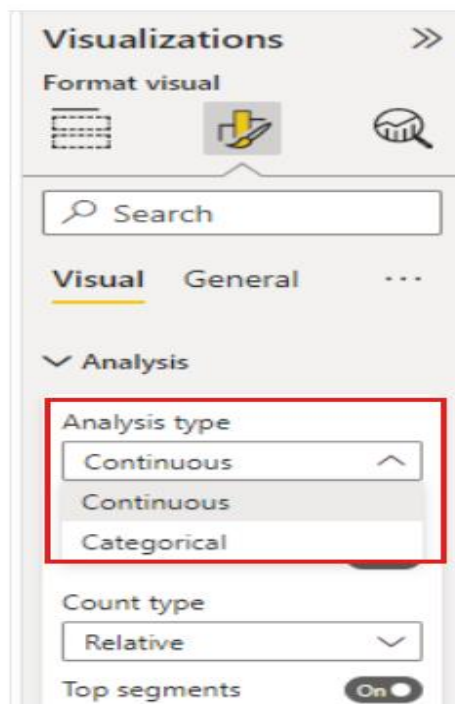 Visualizations
Format visual
Search
Visual General
Analysis
Analysis type
Continuous
Continuous
Categorical
Count type
Relative
Top segments On